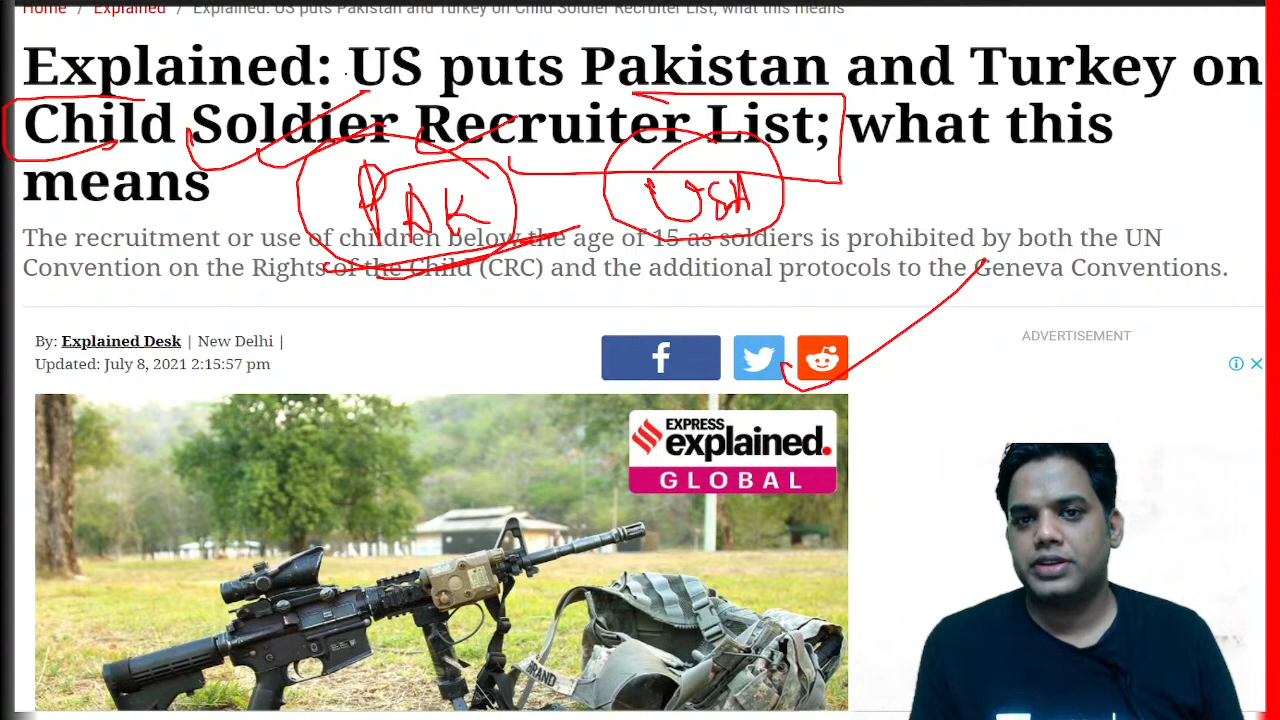 Home / Explained / Explained: US puts Pakistan and Turkey on Child Soldier Recruiter List; what this means
Explained: US puts Pakistan and Turkey on
Child Soldier Recruiter List; what this
means
PAK
USA
The recruitment or use of children below the age of 15 as soldiers is prohibited by both the UN
Convention on the Rights of the Child (CRC) and the additional protocols to the Geneva Conventions.
By: Explained Desk | New Delhi |
Updated: July 8, 2021 2:15:57 pm
ADVERTISEMENT
EXPRESS
explained.
GLOBAL
BRAND